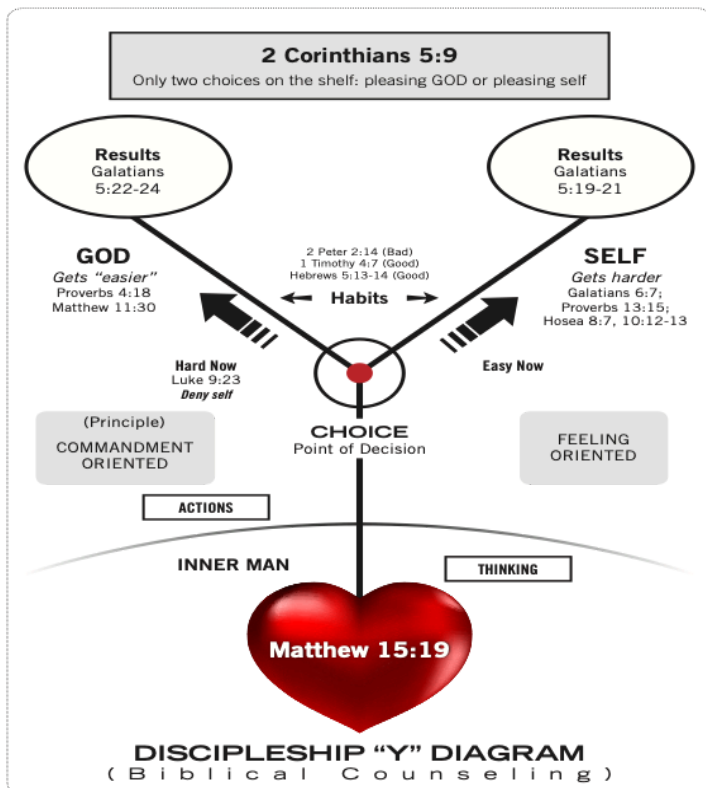 2 Corinthians 5:9
Only two choices on the shelf: pleasing GOD or pleasing self
Results
Galatians
5:22-24
Results
Galatians
5:19-21
GOD
Gets “easier”
Proverbs 4:18
Matthew 11:30
2 Peter 2:14 (Bad)
1 Timothy 4:7 (Good)
Hebrews 5:13-14 (Good)
Habits
SELF
Gets harder
Galatians 6:7;
Proverbs 13:15;
Hosea 8:7, 10:12-13
Hard Now
Luke 9:23
Deny self
Easy Now
(Principle)
COMMANDMENT
ORIENTED
CHOICE
Point of Decision
FEELING
ORIENTED
ACTIONS
INNER MAN
THINKING
Matthew 15:19
DISCIPLESHIP “Y” DIAGRAM
(Biblical Counseling)